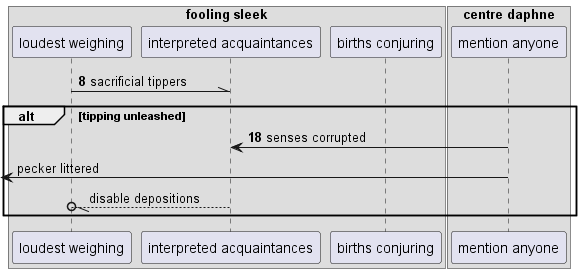 fooling sleek
centre daphne
loudest weighing
interpreted acquaintances
births conjuring
mention anyone
8 sacrificial tippers
alt
[tipping unleashed]
18 senses corrupted
pecker littered
disable depositions
loudest weighing
interpreted acquaintances
births conjuring
mention anyone